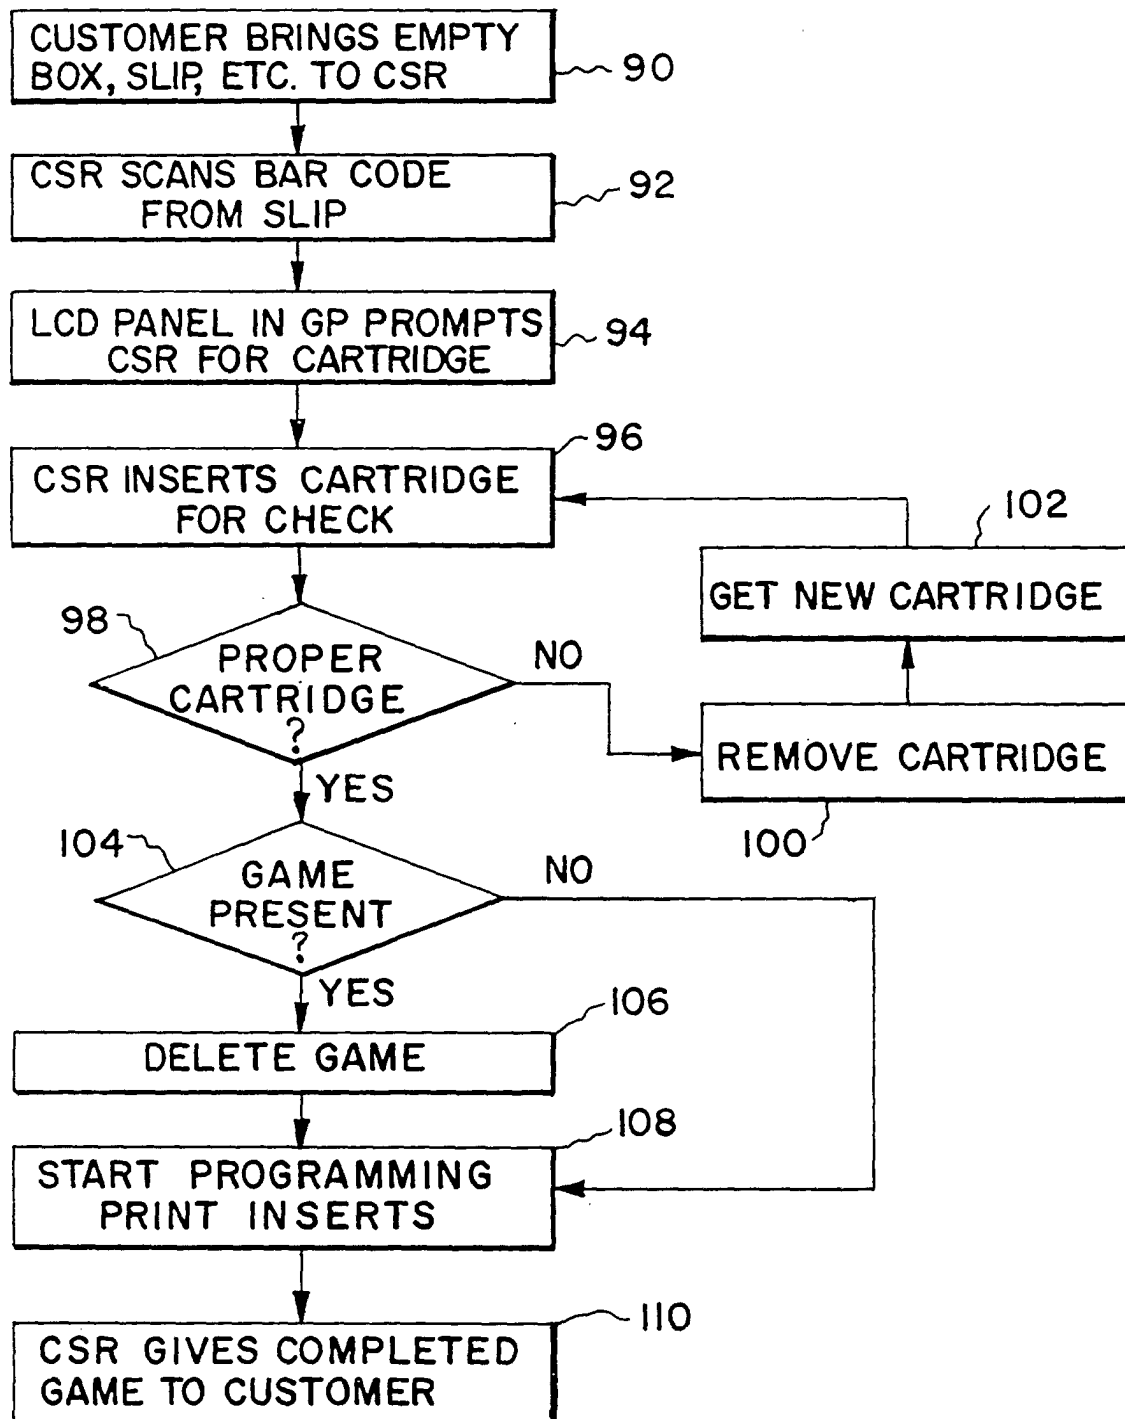 CUSTOMER BRINGS EMPTY
BOX, SLIP, ETC. TO CSR
90
CSR SCANS BAR CODE
FROM SLIP
92
LCD PANEL IN GP PROMPTS
CSR FOR CARTRIDGE
94
96
CSR INSERTS CARTRIDGE
FOR CHECK
102
GET NEW CARTRIDGE
98
PROPER
CARTRIDGE
?
NO
REMOVE CARTRIDGE
100
YES
104
GAME
PRESENT
?
NO
YES
106
DELETE GAME
108
START PROGRAMMING
PRINT INSERTS
110
CSR GIVES COMPLETED
GAME TO CUSTOMER